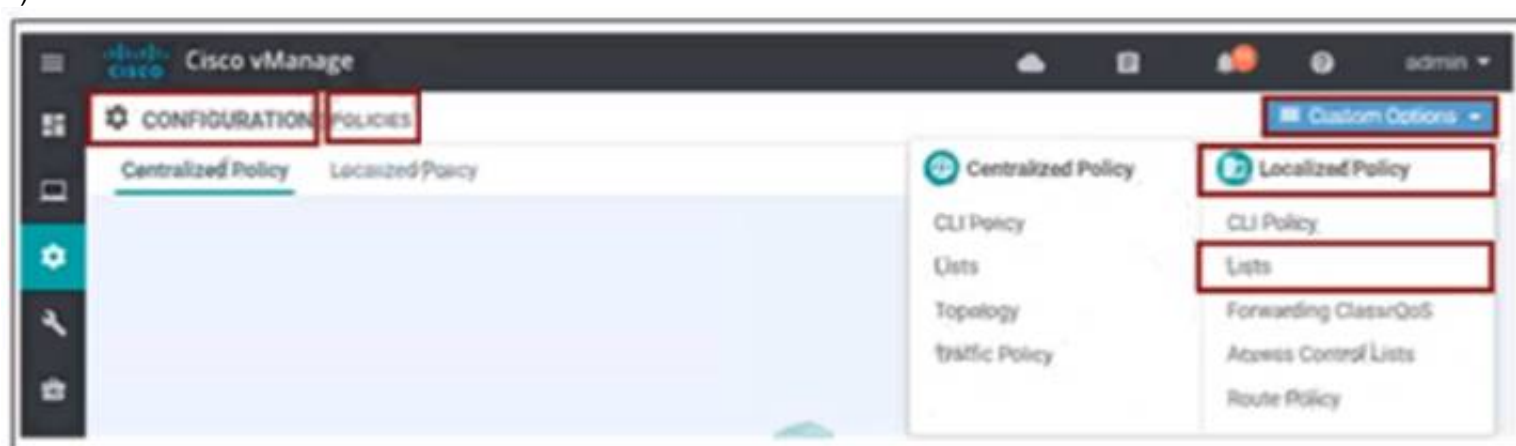 )
cisco Cisco vManage admin
CONFIGURATION POLICIES Custom Options
Centralized Policy Localized Policy
Centralized Policy
CLI Policy
Lists
Topology
Traffic Policy
Localized Policy
CLI Policy
Lists
Forwarding Class/QoS
Access Control Lists
Route Policy